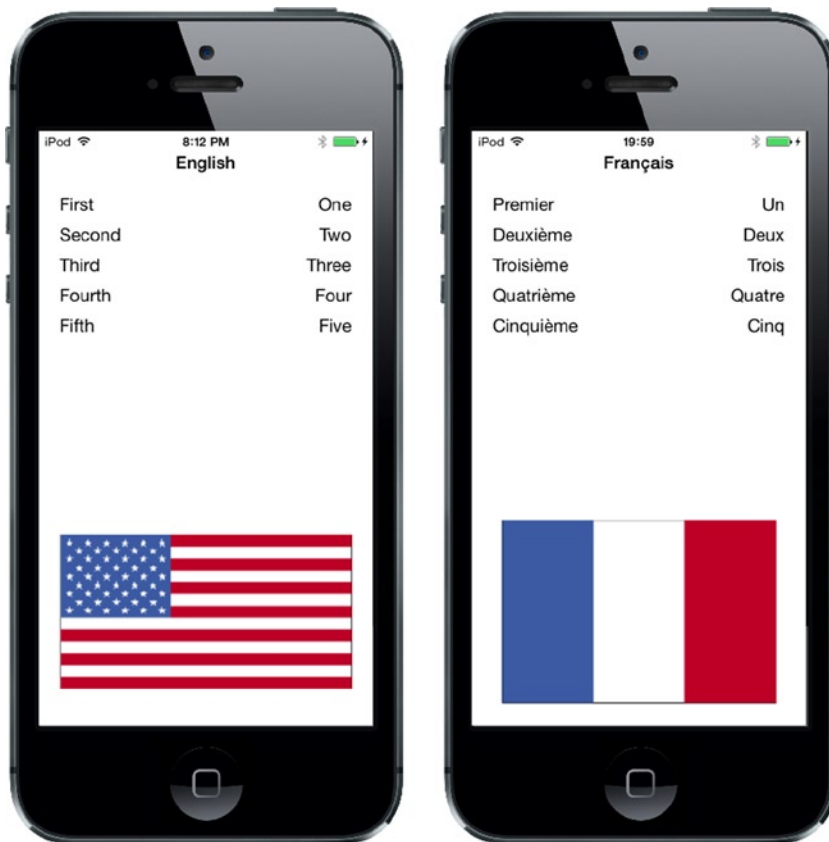 iPod 8:12 PM
English
First One
Second Two
Third Three
Fourth Four
Fifth Five
iPod 19:59
Français
Premier Un
Deuxième Deux
Troisième Trois
Quatrième Quatre
Cinquième Cinq